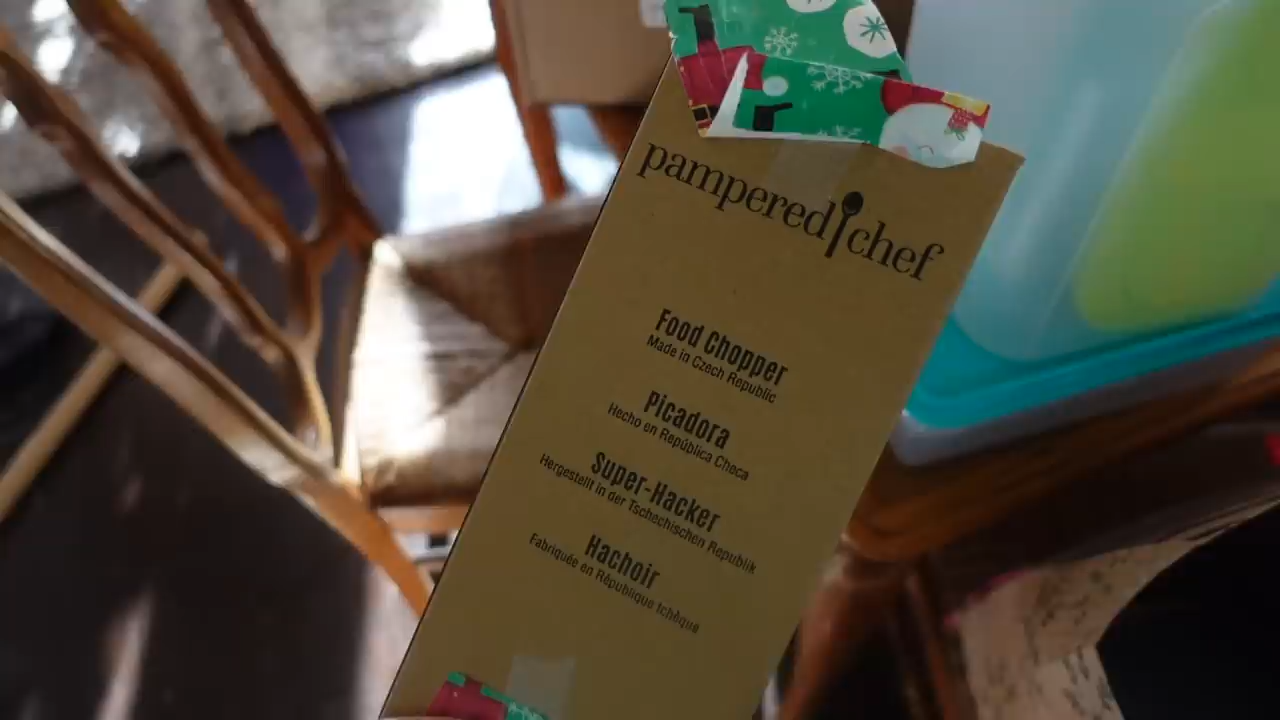 pampered chef
Food Chopper
Made in Czech Republic
Picadora
Hecho en República Checa
Super-Hacker
Hergestellt in der Tschechischen Republik
Hachoir
Fabriquée en République tchèque